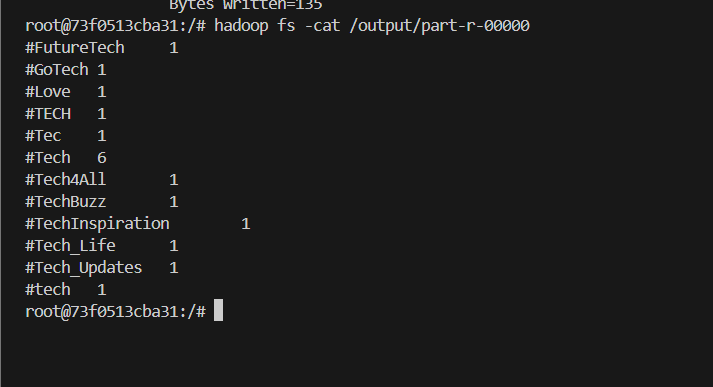 Bytes Written=135
root@73f0513cba31:/# hadoop fs -cat /output/part-r-00000
#FutureTech	1
#GoTech	1
#Love	1
#TECH	1
#Tec	1
#Tech	6
#Tech4All	1
#TechBuzz	1
#TechInspiration	1
#Tech_Life	1
#Tech_Updates	1
#tech	1
root@73f0513cba31:/#